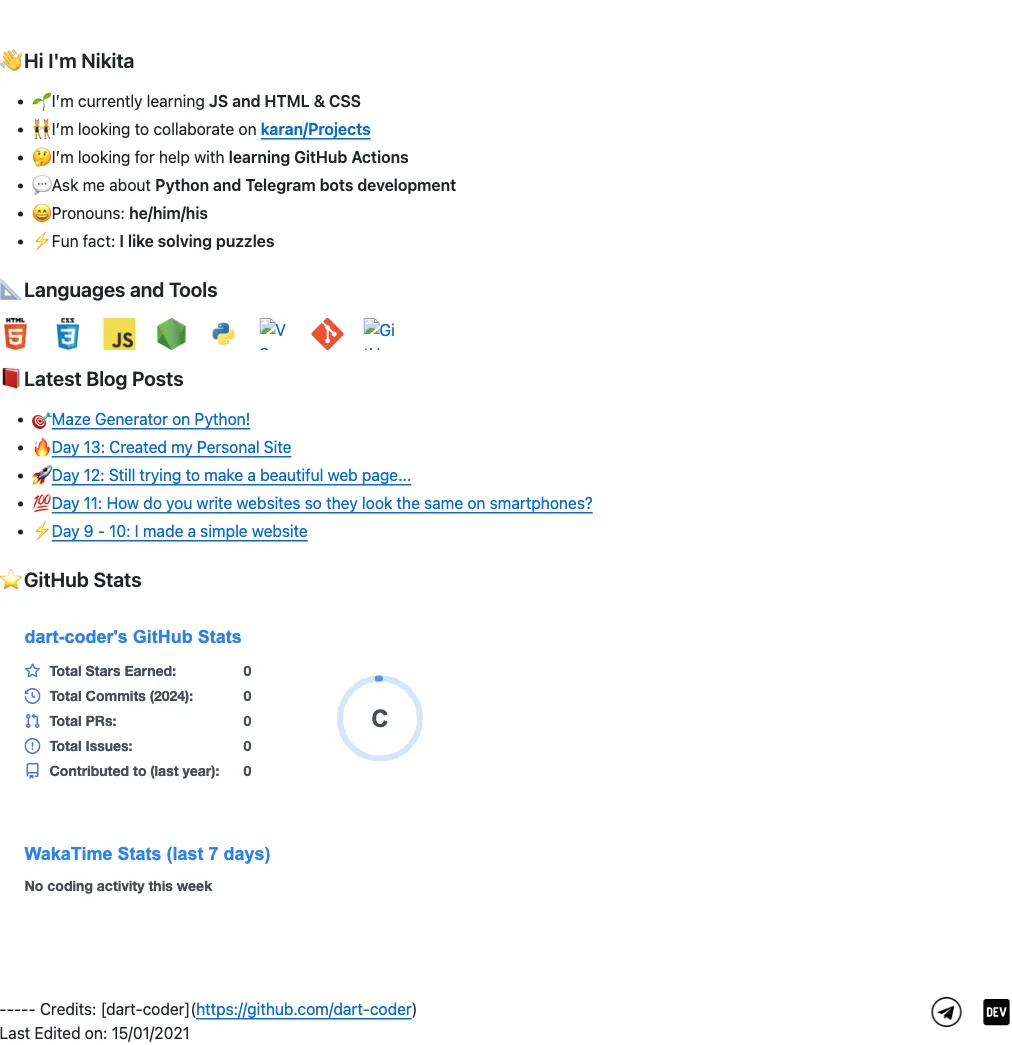 👋Hi I'm Nikita
🌱I’m currently learning JS and HTML & CSS
👯I’m looking to collaborate on karan/Projects
🤔I’m looking for help with learning GitHub Actions
💬Ask me about Python and Telegram bots development
😄Pronouns: he/him/his
⚡Fun fact: I like solving puzzles
📐Languages and Tools
HTML 5 CSS 3 JS V Gi
📕Latest Blog Posts
🎯Maze Generator on Python!
🔥Day 13: Created my Personal Site
🚀Day 12: Still trying to make a beautiful web page...
💯Day 11: How do you write websites so they look the same on smartphones?
⚡Day 9 - 10: I made a simple website
⭐GitHub Stats
dart-coder's GitHub Stats
Total Stars Earned: 0
Total Commits (2024): 0
Total PRs: 0
Total Issues: 0
Contributed to (last year): 0
C
WakaTime Stats (last 7 days)
No coding activity this week
----- Credits: [dart-coder](https://github.com/dart-coder)
DEV
Last Edited on: 15/01/2021